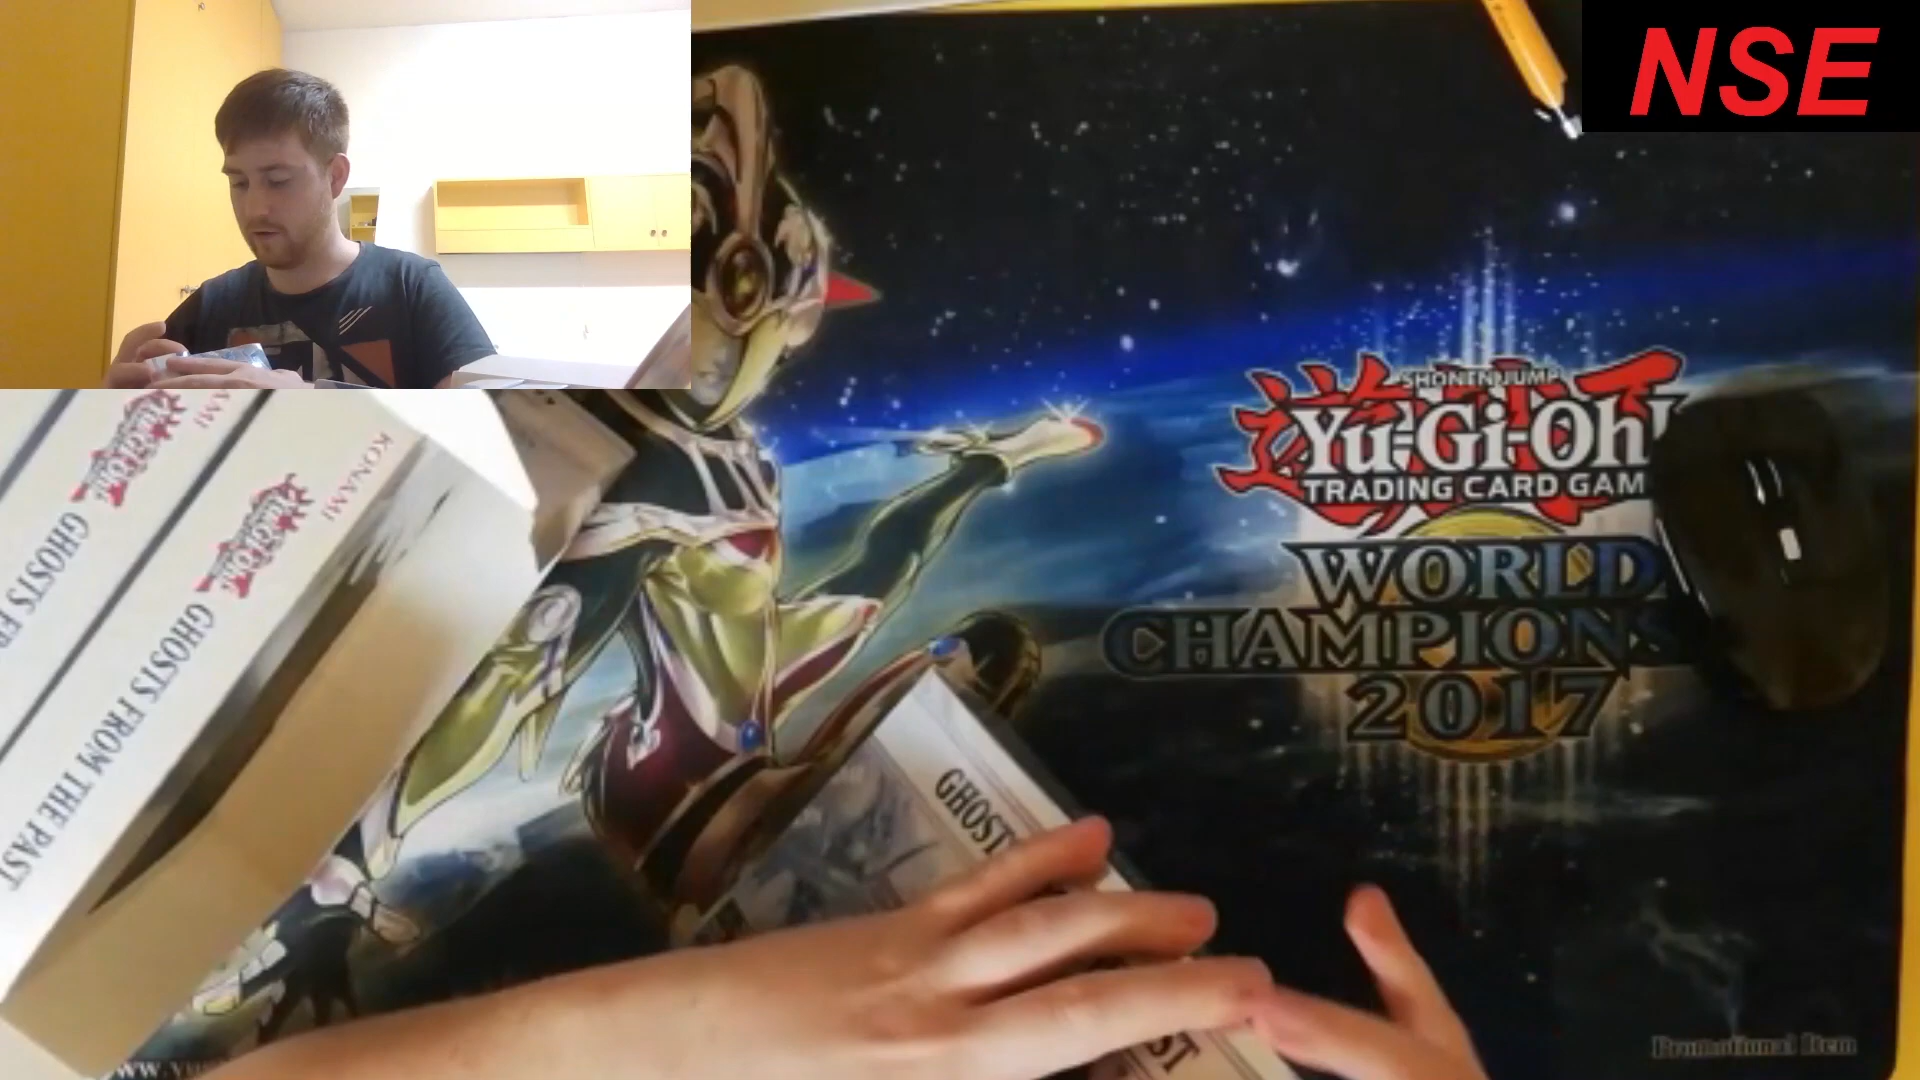 NSE
SHONEN JUMP
Yu-Gi-Oh!
TRADING CARD GAM
WORLD
CHAMPIONS
2017
KONAMI
GHOSTS FROM THE PAST
GHOSTS
GHOST
Promotional Item